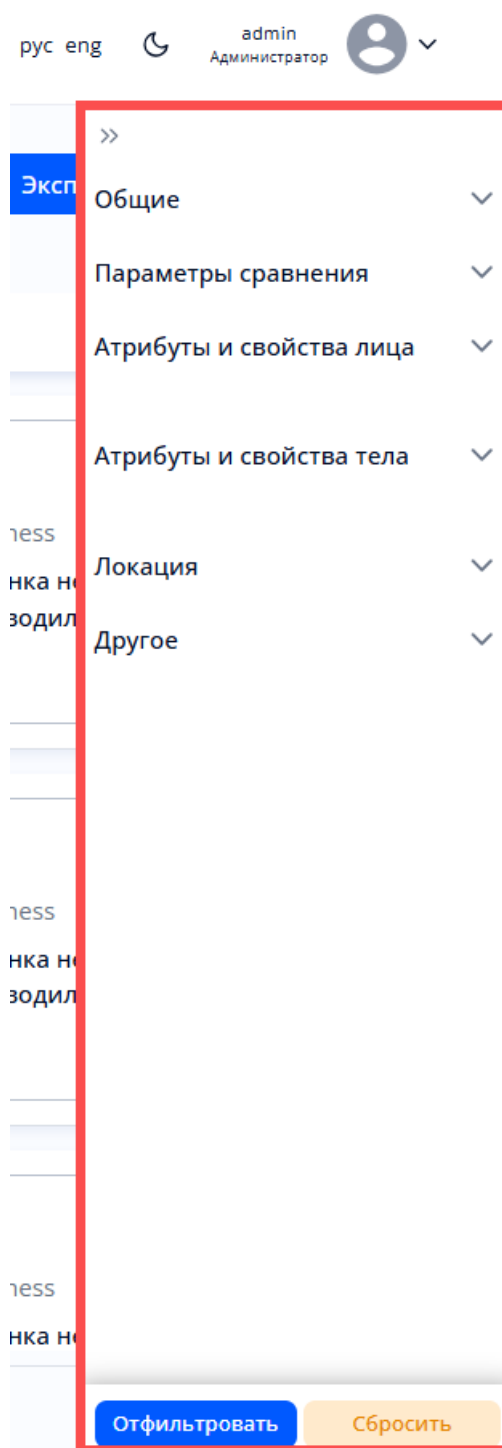 рус eng
admin
Администратор
Общие
Параметры сравнения
Атрибуты и свойства лица
Атрибуты и свойства тела
Локация
Другое
Отфильтровать Сбросить